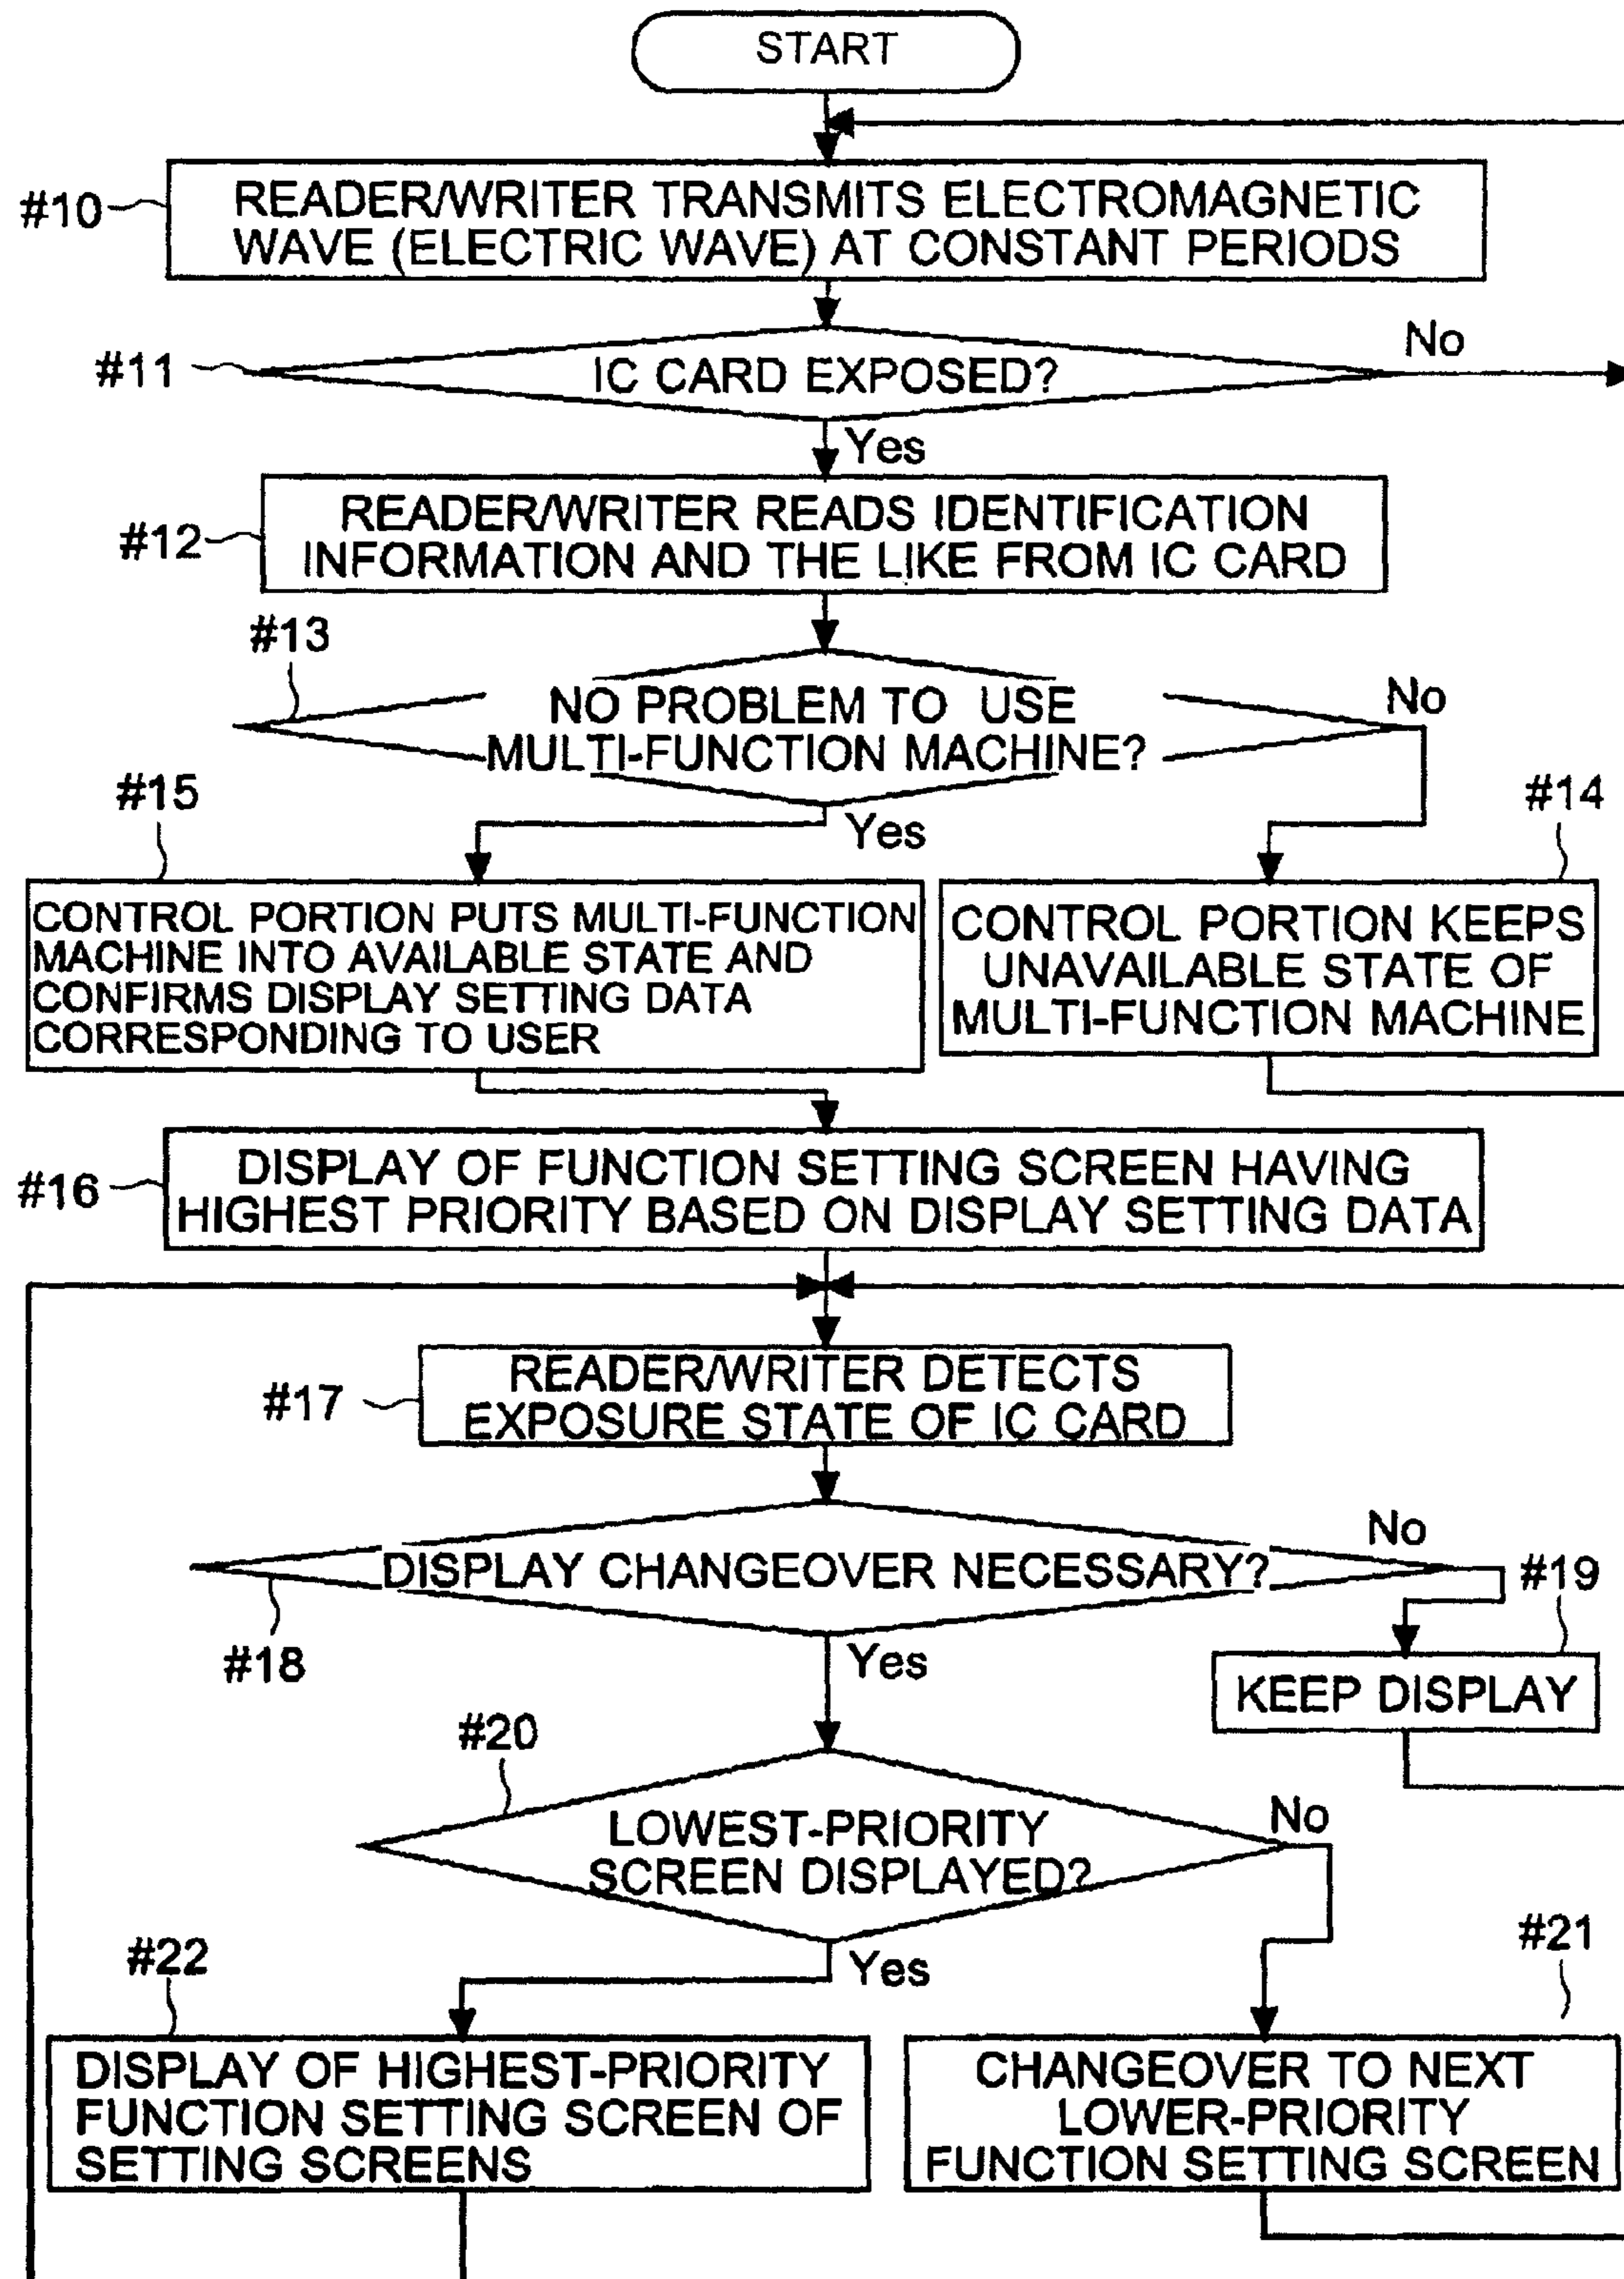 START
#10
READER/WRITER TRANSMITS ELECTROMAGNETIC
WAVE (ELECTRIC WAVE) AT CONSTANT PERIODS
#11
IC CARD EXPOSED?
No
Yes
#12
READER/WRITER READS IDENTIFICATION
INFORMATION AND THE LIKE FROM IC CARD
#13
NO PROBLEM TO USE
MULTI-FUNCTION MACHINE?
No
Yes
#15
CONTROL PORTION PUTS MULTI-FUNCTION
MACHINE INTO AVAILABLE STATE AND
CONFIRMS DISPLAY SETTING DATA
CORRESPONDING TO USER
#14
CONTROL PORTION KEEPS
UNAVAILABLE STATE OF
MULTI-FUNCTION MACHINE
#16
DISPLAY OF FUNCTION SETTING SCREEN HAVING
HIGHEST PRIORITY BASED ON DISPLAY SETTING DATA
#17
READER/WRITER DETECTS
EXPOSURE STATE OF IC CARD
DISPLAY CHANGEOVER NECESSARY?
No
#18
Yes
#19
KEEP DISPLAY
#20
LOWEST-PRIORITY
SCREEN DISPLAYED?
No
Yes
#22
DISPLAY OF HIGHEST-PRIORITY
FUNCTION SETTING SCREEN OF
SETTING SCREENS
#21
CHANGEOVER TO NEXT
LOWER-PRIORITY
FUNCTION SETTING SCREEN